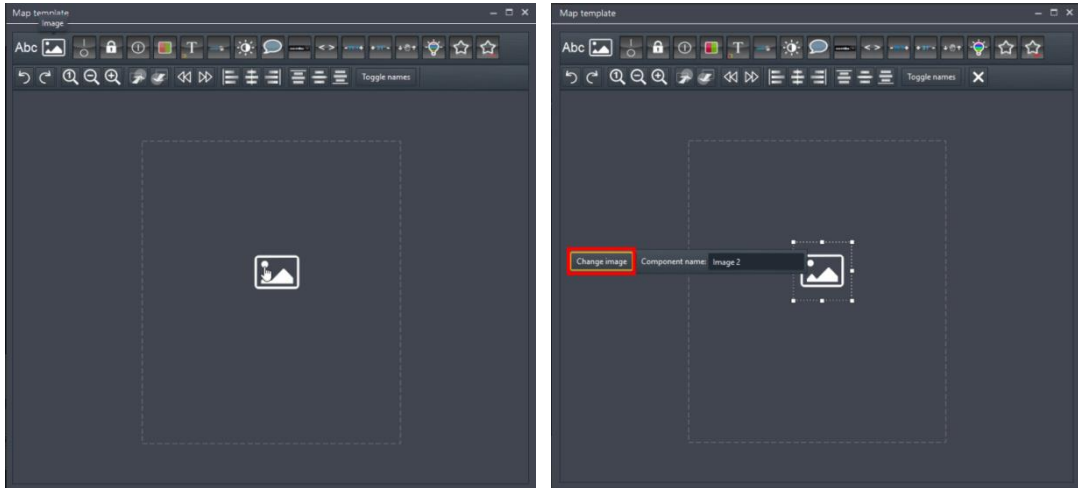 Map template
Image
Abc
T
< >
Toggle names
Map template
Abc
T
< >
Toggle names
Change image
Component name:
Image 2